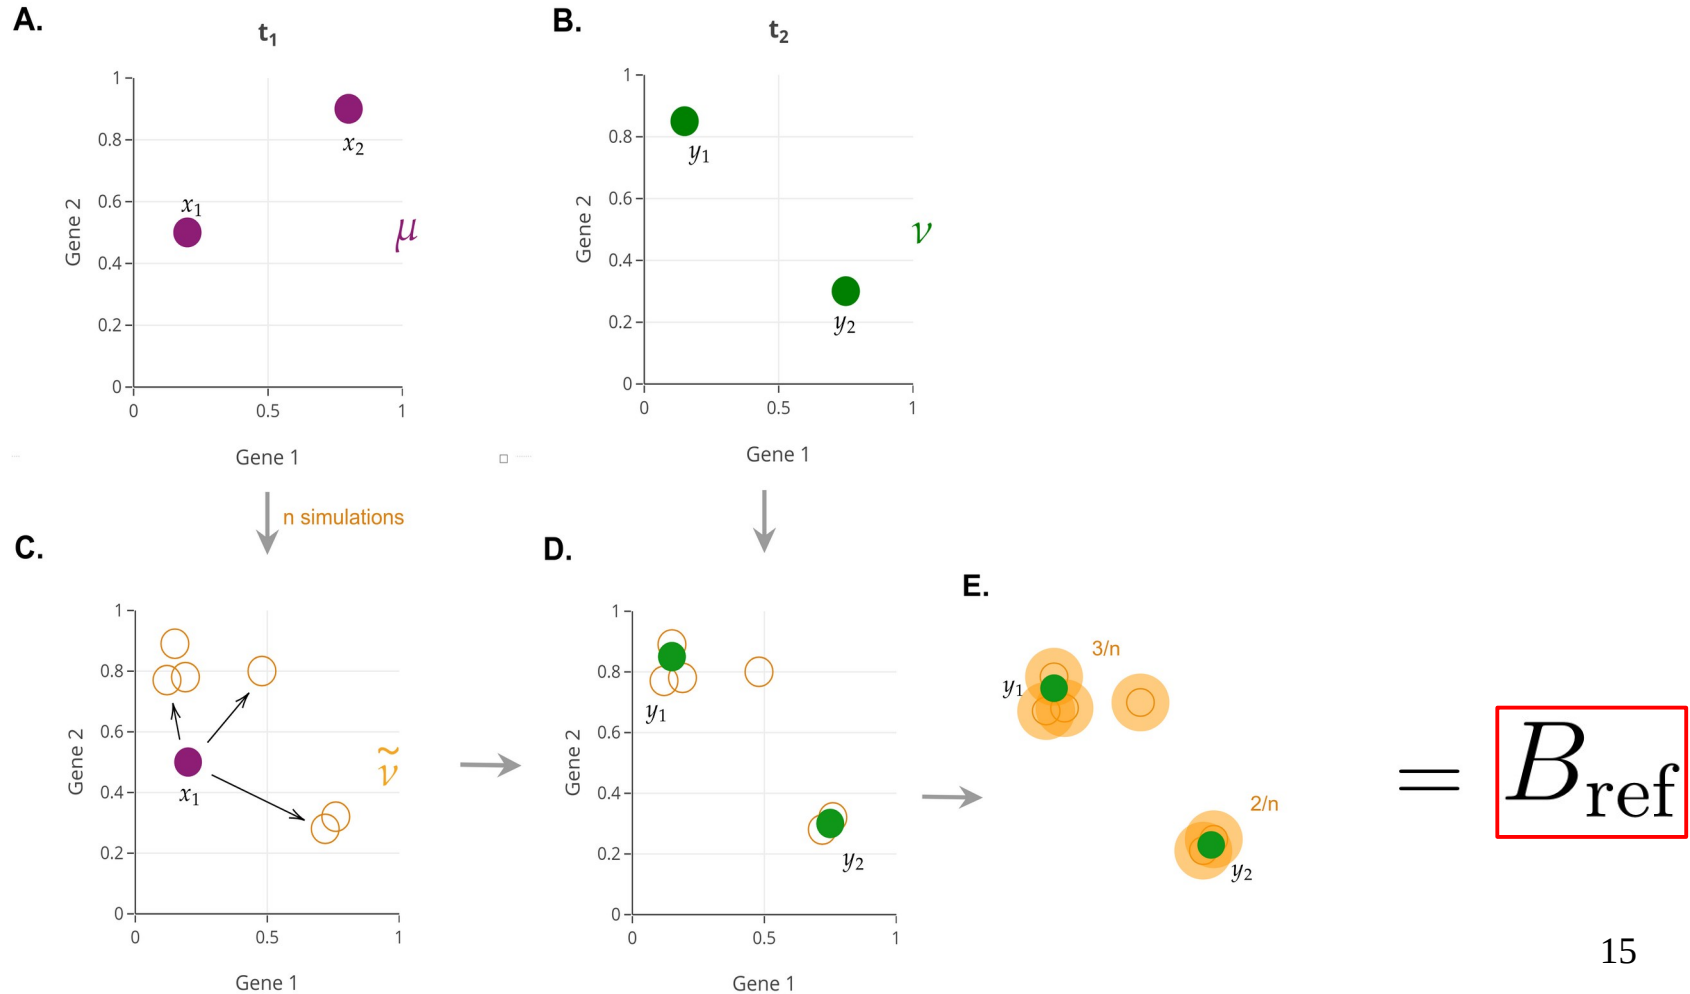 A.
t₁
1
0.8
0.6
0.4
0.2
0
0
0.5
1
Gene 2
Gene 1
x₁
x₂
μ
B.
t₂
1
0.8
0.6
0.4
0.2
0
0
0.5
1
Gene 2
Gene 1
y₁
y₂
ν
n simulations
C.
1
0.8
0.6
0.4
0.2
0
0
0.5
1
Gene 2
Gene 1
x₁
ν̃
D.
1
0.8
0.6
0.4
0.2
0
0
0.5
1
Gene 2
Gene 1
y₁
y₂
E.
3/n
y₁
2/n
y₂
= B_ref
15